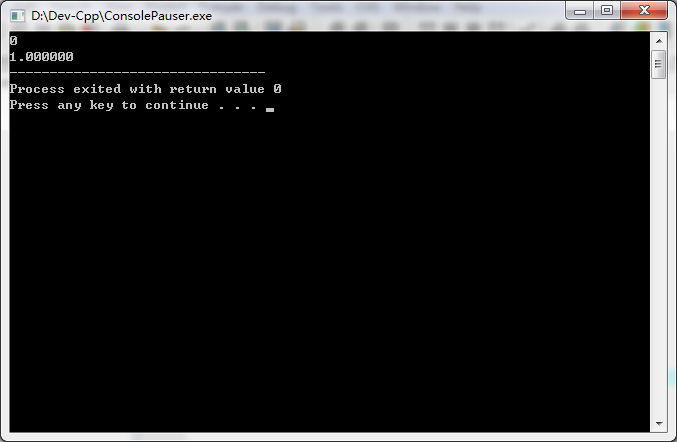 D:\Dev-Cpp\ConsolePauser.exe
0
1.000000
--------------------------------
Process exited with return value 0
Press any key to continue . . .